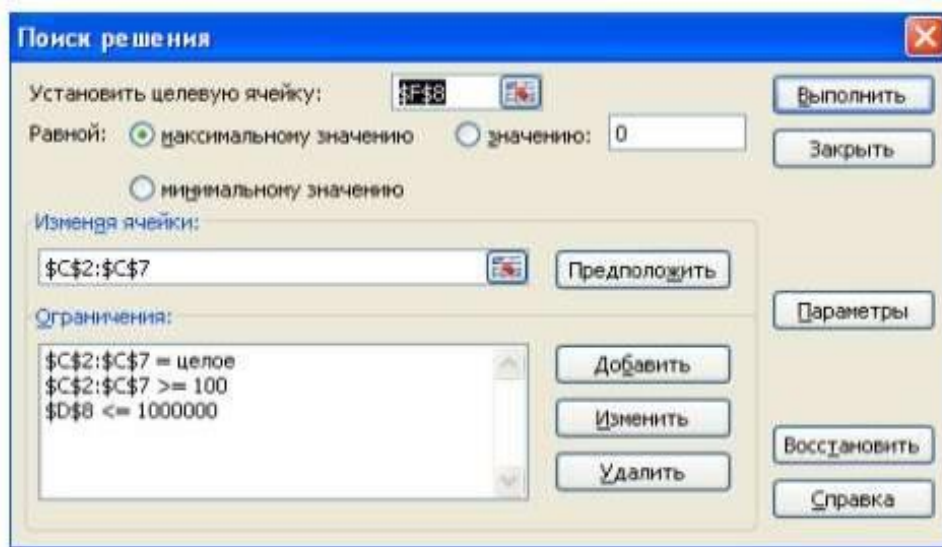 Поиск решения
Установить целевую ячейку: $F$8
Выполнить
Равной: максимальному значению значению: 0
Закрыть
минимальному значению
Изменяя ячейки:
$C$2:$C$7
Предположить
Параметры
Ограничения:
$C$2:$C$7 = целое
$C$2:$C$7 >= 100
$D$8 <= 1000000
Добавить
Изменить
Удалить
Восстановить
Справка